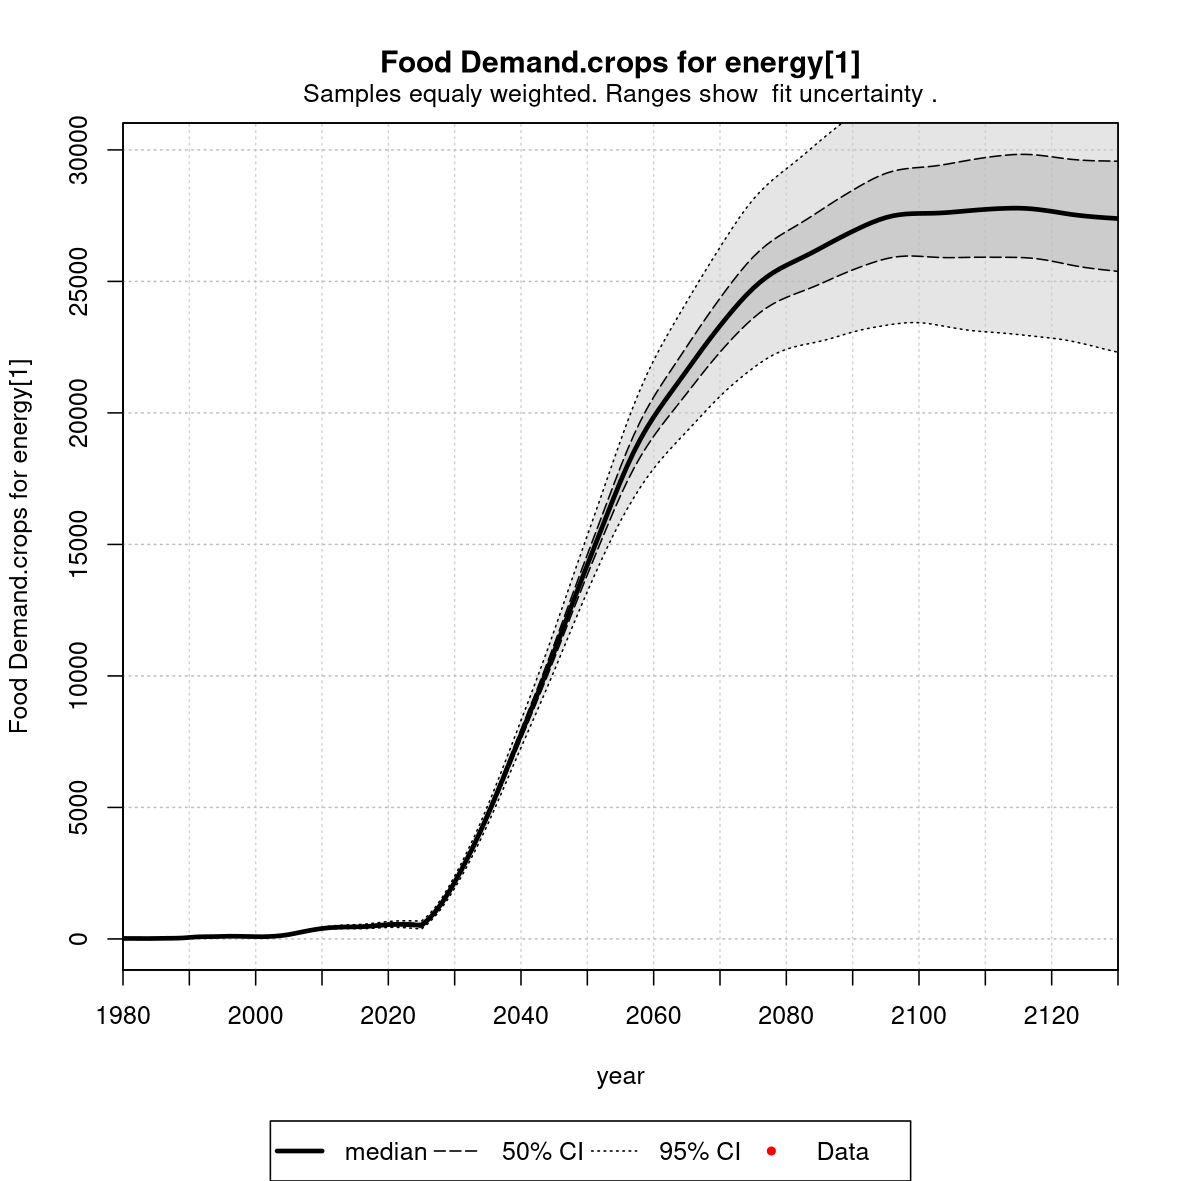 Food Demand.crops for energy[1]
Samples equaly weighted. Ranges show  fit uncertainty .
Food Demand.crops for energy[1]
30000
25000
20000
15000
10000
5000
0
1980 2000 2020 2040 2060 2080 2100 2120
year
median 50% CI 95% CI Data